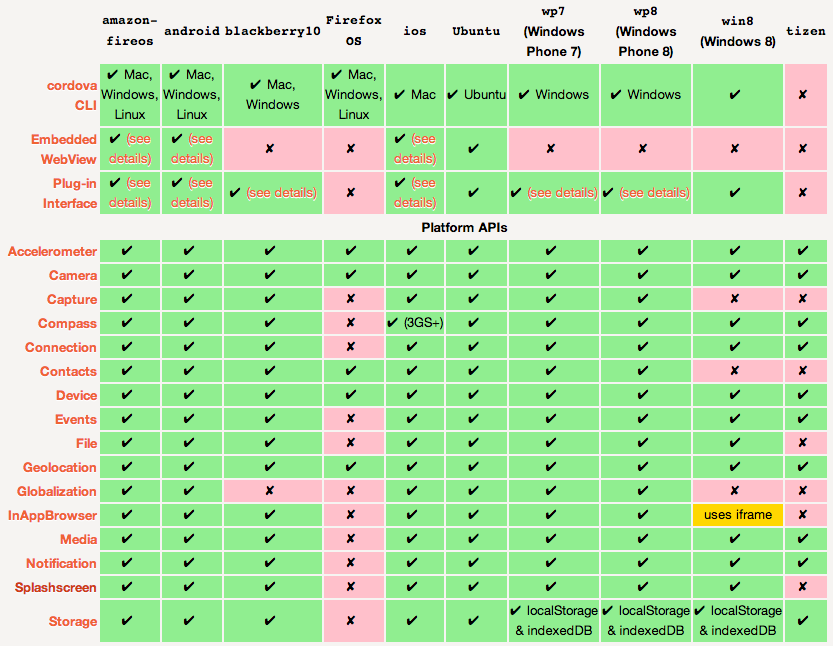 amazon-fireos android blackberry10 Firefox OS ios Ubuntu wp7 (Windows Phone 7) wp8 (Windows Phone 8) win8 (Windows 8) tizen
cordova CLI ✔ Mac, Windows, Linux ✔ Mac, Windows, Linux ✔ Mac, Windows ✔ Mac, Windows, Linux ✔ Mac ✔ Ubuntu ✔ Windows ✔ Windows ✔ ✘
Embedded WebView ✔ (see details) ✔ (see details) ✘ ✘ ✔ (see details) ✔ ✘ ✘ ✘ ✘
Plug-in Interface ✔ (see details) ✔ (see details) ✔ (see details) ✘ ✔ (see details) ✔ ✔ (see details) ✔ (see details) ✔ ✘
Platform APIs
Accelerometer ✔ ✔ ✔ ✔ ✔ ✔ ✔ ✔ ✔ ✔
Camera ✔ ✔ ✔ ✔ ✔ ✔ ✔ ✔ ✔ ✔
Capture ✔ ✔ ✔ ✘ ✔ ✔ ✔ ✔ ✘ ✘
Compass ✔ ✔ ✔ ✘ ✔ (3GS+) ✔ ✔ ✔ ✔ ✔
Connection ✔ ✔ ✔ ✘ ✔ ✔ ✔ ✔ ✔ ✔
Contacts ✔ ✔ ✔ ✔ ✔ ✔ ✔ ✔ ✘ ✘
Device ✔ ✔ ✔ ✔ ✔ ✔ ✔ ✔ ✔ ✔
Events ✔ ✔ ✔ ✘ ✔ ✔ ✔ ✔ ✔ ✔
File ✔ ✔ ✔ ✘ ✔ ✔ ✔ ✔ ✔ ✘
Geolocation ✔ ✔ ✔ ✔ ✔ ✔ ✔ ✔ ✔ ✔
Globalization ✔ ✔ ✘ ✘ ✔ ✔ ✔ ✔ ✘ ✘
InAppBrowser ✔ ✔ ✔ ✘ ✔ ✔ ✔ ✔ uses iframe ✘
Media ✔ ✔ ✔ ✘ ✔ ✔ ✔ ✔ ✔ ✔
Notification ✔ ✔ ✔ ✘ ✔ ✔ ✔ ✔ ✔ ✔
Splashscreen ✔ ✔ ✔ ✘ ✔ ✔ ✔ ✔ ✔ ✘
Storage ✔ ✔ ✔ ✘ ✔ ✔ ✔ localStorage & indexedDB ✔ localStorage & indexedDB ✔ localStorage & indexedDB ✔